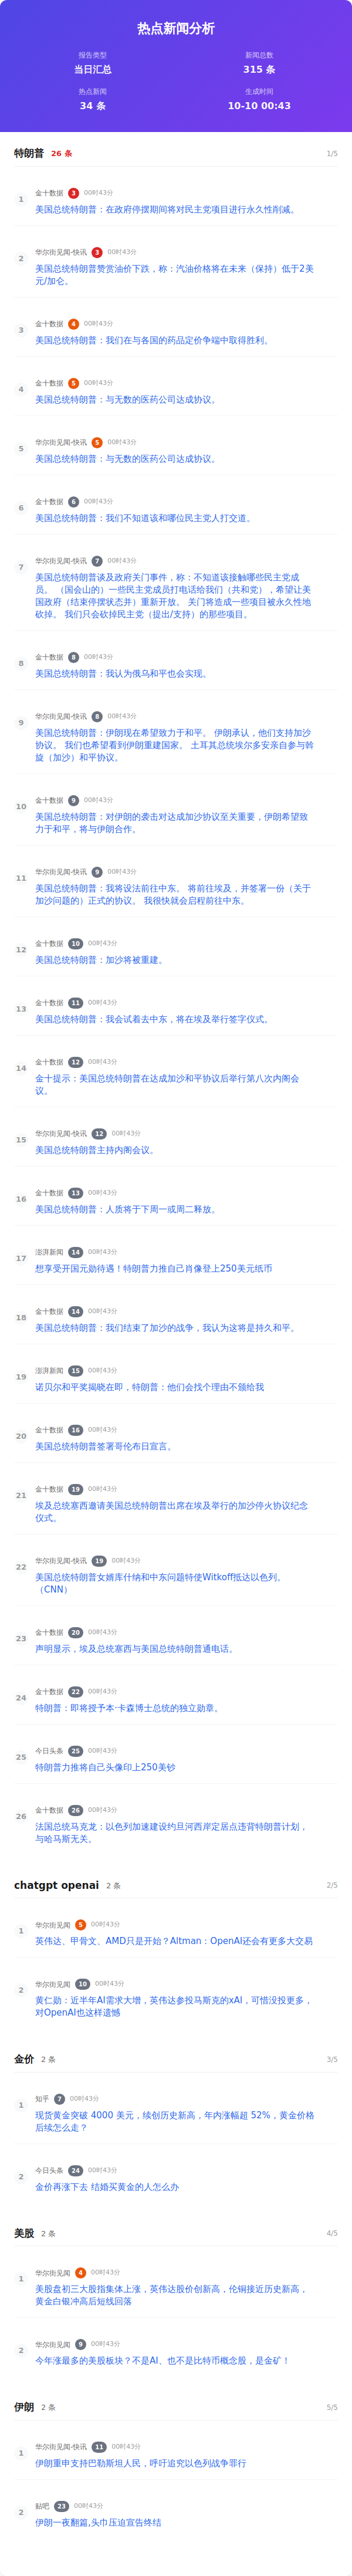 热点新闻分析
报告类型
新闻总数
当日汇总
315 条
热点新闻
生成时间
34 条
10-10 00:43
特朗普 26 条 1/5
1
金十数据 3 00时43分
美国总统特朗普：在政府停摆期间将对民主党项目进行永久性削减。
2
华尔街见闻-快讯 3 00时43分
美国总统特朗普赞赏油价下跌，称：汽油价格将在未来（保持）低于2美
元/加仑。
3
金十数据 4 00时43分
美国总统特朗普：我们在与各国的药品定价争端中取得胜利。
4
金十数据 5 00时43分
美国总统特朗普：与无数的医药公司达成协议。
5
华尔街见闻-快讯 5 00时43分
美国总统特朗普：与无数的医药公司达成协议。
6
金十数据 6 00时43分
美国总统特朗普：我们不知道该和哪位民主党人打交道。
7
华尔街见闻-快讯 7 00时43分
美国总统特朗普谈及政府关门事件，称：不知道该接触哪些民主党成
员。 （国会山的）一些民主党成员打电话给我们（共和党），希望让美
国政府（结束停摆状态并）重新开放。 关门将造成一些项目被永久性地
砍掉。 我们只会砍掉民主党（提出/支持）的那些项目。
8
金十数据 8 00时43分
美国总统特朗普：我认为俄乌和平也会实现。
9
华尔街见闻-快讯 8 00时43分
美国总统特朗普：伊朗现在希望致力于和平。 伊朗承认，他们支持加沙
协议。 我们也希望看到伊朗重建国家。 土耳其总统埃尔多安亲自参与斡
旋（加沙）和平协议。
10
金十数据 9 00时43分
美国总统特朗普：对伊朗的袭击对达成加沙协议至关重要，伊朗希望致
力于和平，将与伊朗合作。
11
华尔街见闻-快讯 9 00时43分
美国总统特朗普：我将设法前往中东。 将前往埃及，并签署一份（关于
加沙问题的）正式的协议。 我很快就会启程前往中东。
12
金十数据 10 00时43分
美国总统特朗普：加沙将被重建。
13
金十数据 11 00时43分
美国总统特朗普：我会试着去中东，将在埃及举行签字仪式。
14
金十数据 12 00时43分
金十提示：美国总统特朗普在达成加沙和平协议后举行第八次内阁会
议。
15
华尔街见闻-快讯 12 00时43分
美国总统特朗普主持内阁会议。
16
金十数据 13 00时43分
美国总统特朗普：人质将于下周一或周二释放。
17
澎湃新闻 14 00时43分
想享受开国元勋待遇！特朗普力推自己肖像登上250美元纸币
18
金十数据 14 00时43分
美国总统特朗普：我们结束了加沙的战争，我认为这将是持久和平。
19
澎湃新闻 15 00时43分
诺贝尔和平奖揭晓在即，特朗普：他们会找个理由不颁给我
20
金十数据 16 00时43分
美国总统特朗普签署哥伦布日宣言。
21
金十数据 19 00时43分
埃及总统塞西邀请美国总统特朗普出席在埃及举行的加沙停火协议纪念
仪式。
22
华尔街见闻-快讯 19 00时43分
美国总统特朗普女婿库什纳和中东问题特使Witkoff抵达以色列。
（CNN）
23
金十数据 20 00时43分
声明显示，埃及总统塞西与美国总统特朗普通电话。
24
金十数据 22 00时43分
特朗普：即将授予本·卡森博士总统的独立勋章。
25
今日头条 25 00时43分
特朗普力推将自己头像印上250美钞
26
金十数据 26 00时43分
法国总统马克龙：以色列加速建设约旦河西岸定居点违背特朗普计划，
与哈马斯无关。
chatgpt openai 2 条 2/5
1
华尔街见闻 5 00时43分
英伟达、甲骨文、AMD只是开始？Altman：OpenAI还会有更多大交易
2
华尔街见闻 10 00时43分
黄仁勋：近半年AI需求大增，英伟达参投马斯克的xAI，可惜没投更多，
对OpenAI也这样遗憾
金价 2 条 3/5
1
知乎 7 00时43分
现货黄金突破 4000 美元，续创历史新高，年内涨幅超 52%，黄金价格
后续怎么走？
2
今日头条 24 00时43分
金价再涨下去 结婚买黄金的人怎么办
美股 2 条 4/5
1
华尔街见闻 4 00时43分
美股盘初三大股指集体上涨，英伟达股价创新高，伦铜接近历史新高，
黄金白银冲高后短线回落
2
华尔街见闻 9 00时43分
今年涨最多的美股板块？不是AI、也不是比特币概念股，是金矿！
伊朗 2 条 5/5
1
华尔街见闻-快讯 11 00时43分
伊朗重申支持巴勒斯坦人民，呼吁追究以色列战争罪行
2
贴吧 23 00时43分
伊朗一夜翻篇,头巾压迫宣告终结